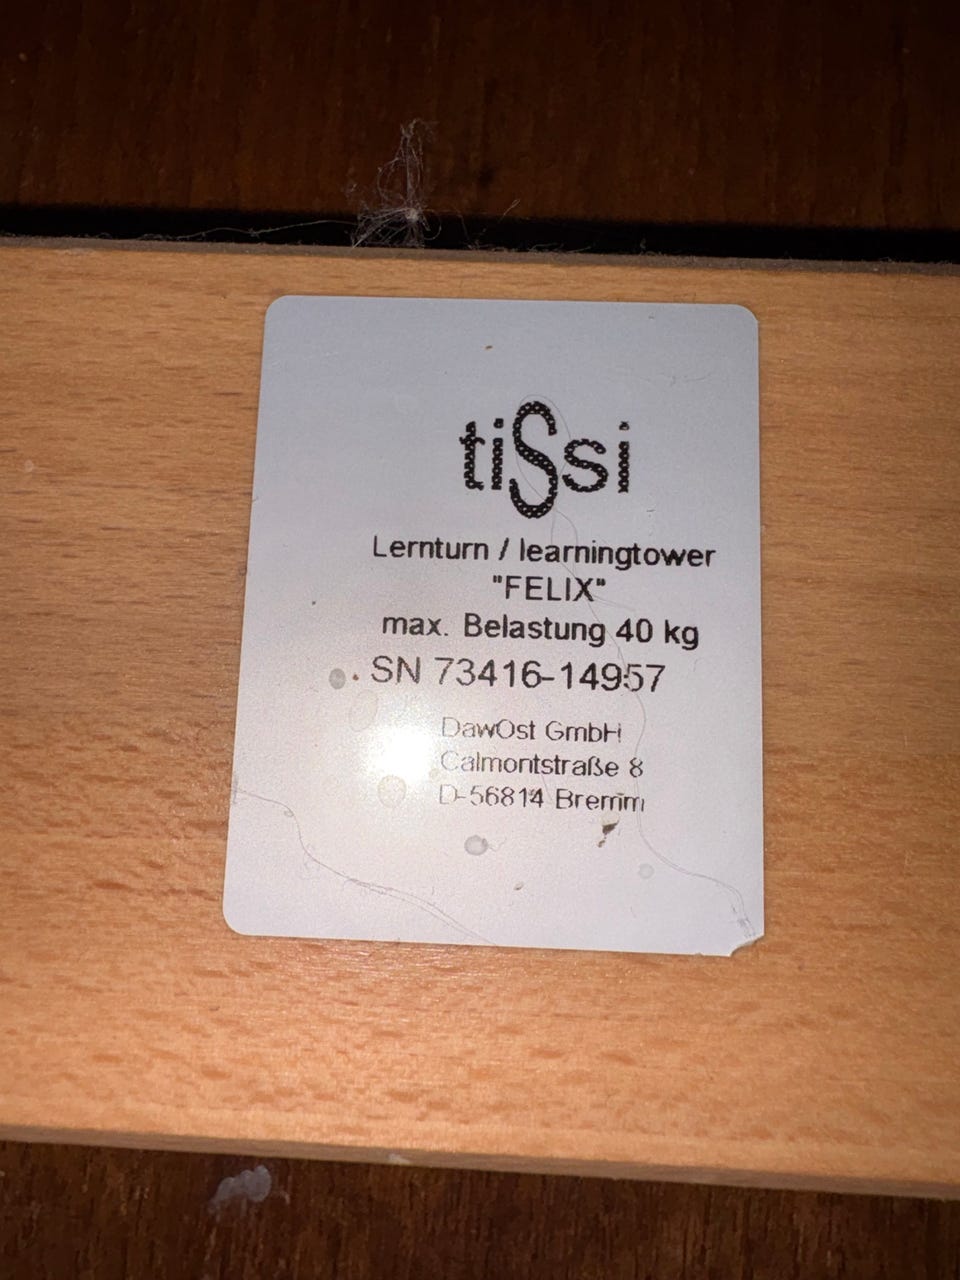 tiSsi
Lernturn / learningtower
"FELIX"
max. Belastung 40 kg
SN 73416-14957
DawOst GmbH
Calmontstraße 8
D-56814 Bremm